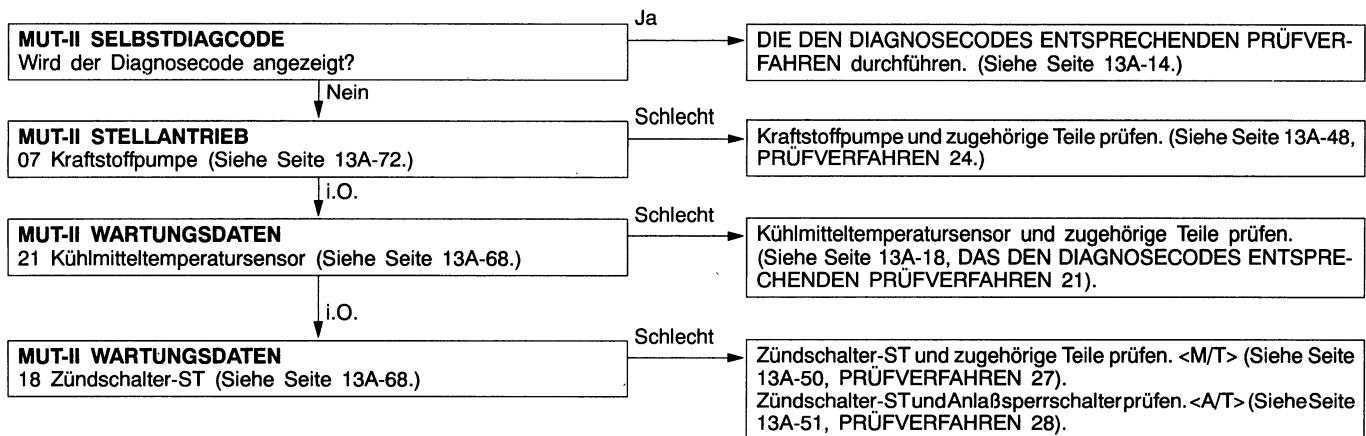 Ja
MUT-II SELBSTDIAGCODE
Wird der Diagnosecode angezeigt?
DIE DEN DIAGNOSECODES ENTSPRECHENDEN PRÜFVER-
FAHREN durchführen. (Siehe Seite 13A-14.)
Nein
Schlecht
MUT-II STELLANTRIEB
07 Kraftstoffpumpe (Siehe Seite 13A-72.)
Kraftstoffpumpe und zugehörige Teile prüfen. (Siehe Seite 13A-48,
PRÜFVERFAHREN 24.)
i.O.
Schlecht
MUT-II WARTUNGSDATEN
21 Kühlmitteltemperatursensor (Siehe Seite 13A-68.)
Kühlmitteltemperatursensor und zugehörige Teile prüfen.
(Siehe Seite 13A-18, DAS DEN DIAGNOSECODES ENTSPRE-
CHENDEN PRÜFVERFAHREN 21).
i.O.
Schlecht
MUT-II WARTUNGSDATEN
18 Zündschalter-ST (Siehe Seite 13A-68.)
Zündschalter-ST und zugehörige Teile prüfen. <M/T> (Siehe Seite
13A-50, PRÜFVERFAHREN 27).
Zündschalter-ST und Anlaßsperrschalter prüfen. <A/T> (Siehe Seite
13A-51, PRÜFVERFAHREN 28).